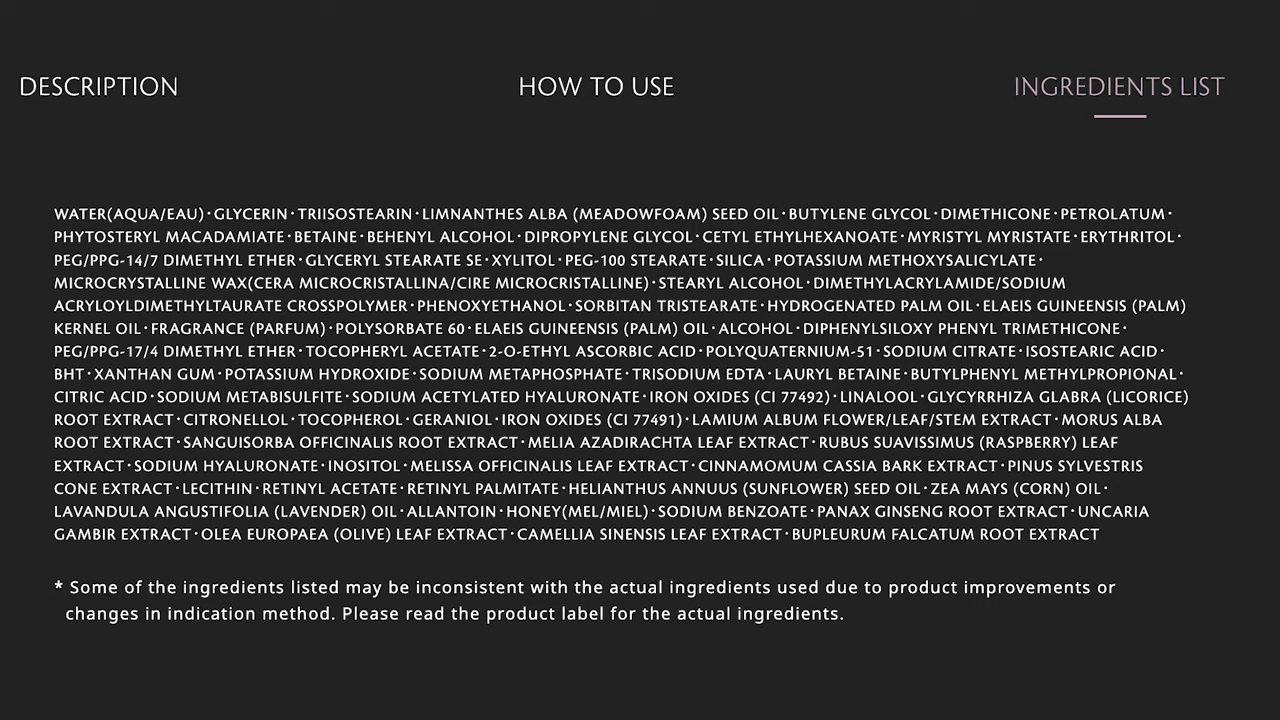 DESCRIPTION
HOW TO USE
INGREDIENTS LIST
WATER(AQUA/EAU)・GLYCERIN・TRIISOSTEARIN・LIMNANTHES ALBA (MEADOWFOAM) SEED OIL・BUTYLENE GLYCOL・DIMETHICONE・PETROLATUM・
PHYTOSTERYL MACADAMIATE・BETAINE・BEHENYL ALCOHOL・DIPROPYLENE GLYCOL・CETYL ETHYLHEXANOATE・MYRISTYL MYRISTATE・ERYTHRITOL・
PEG/PPG-14/7 DIMETHYL ETHER・GLYCERYL STEARATE SE・XYLITOL・PEG-100 STEARATE・SILICA・POTASSIUM METHOXYSALICYLATE・
MICROCRYSTALLINE WAX(CERA MICROCRISTALLINA/CIRE MICROCRISTALLINE)・STEARYL ALCOHOL・DIMETHYLACRYLAMIDE/SODIUM
ACRYLOYLDIMETHYLTAURATE CROSSPOLYMER・PHENOXYETHANOL・SORBITAN TRISTEARATE・HYDROGENATED PALM OIL・ELAEIS GUINEENSIS (PALM)
KERNEL OIL・FRAGRANCE (PARFUM)・POLYSORBATE 60・ELAEIS GUINEENSIS (PALM) OIL・ALCOHOL・DIPHENYLSILOXY PHENYL TRIMETHICONE・
PEG/PPG-17/4 DIMETHYL ETHER・TOCOPHERYL ACETATE・2-O-ETHYL ASCORBIC ACID・POLYQUATERNIUM-51・SODIUM CITRATE・ISOSTEARIC ACID・
BHT・XANTHAN GUM・POTASSIUM HYDROXIDE・SODIUM METAPHOSPHATE・TRISODIUM EDTA・LAURYL BETAINE・BUTYLPHENYL METHYLPROPIONAL・
CITRIC ACID・SODIUM METABISULFITE・SODIUM ACETYLATED HYALURONATE・IRON OXIDES (CI 77492)・LINALOOL・GLYCYRRHIZA GLABRA (LICORICE)
ROOT EXTRACT・CITRONELLOL・TOCOPHEROL・GERANIOL・IRON OXIDES (CI 77491)・LAMIUM ALBUM FLOWER/LEAF/STEM EXTRACT・MORUS ALBA
ROOT EXTRACT・SANGUISORBA OFFICINALIS ROOT EXTRACT・MELIA AZADIRACHTA LEAF EXTRACT・RUBUS SUAVISSIMUS (RASPBERRY) LEAF
EXTRACT・SODIUM HYALURONATE・INOSITOL・MELISSA OFFICINALIS LEAF EXTRACT・CINNAMOMUM CASSIA BARK EXTRACT・PINUS SYLVESTRIS
CONE EXTRACT・LECITHIN・RETINYL ACETATE・RETINYL PALMITATE・HELIANTHUS ANNUUS (SUNFLOWER) SEED OIL・ZEA MAYS (CORN) OIL・
LAVANDULA ANGUSTIFOLIA (LAVENDER) OIL・ALLANTOIN・HONEY(MEL/MIEL)・SODIUM BENZOATE・PANAX GINSENG ROOT EXTRACT・UNCARIA
GAMBIR EXTRACT・OLEA EUROPAEA (OLIVE) LEAF EXTRACT・CAMELLIA SINENSIS LEAF EXTRACT・BUPLEURUM FALCATUM ROOT EXTRACT
* Some of the ingredients listed may be inconsistent with the actual ingredients used due to product improvements or
changes in indication method. Please read the product label for the actual ingredients.